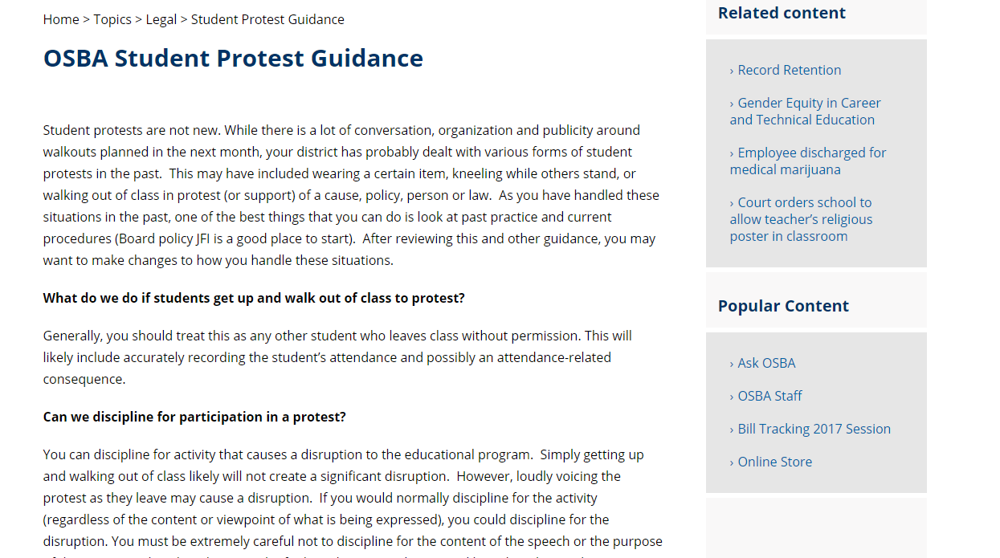 Home > Topics > Legal > Student Protest Guidance
OSBA Student Protest Guidance
Student protests are not new. While there is a lot of conversation, organization and publicity around
walkouts planned in the next month, your district has probably dealt with various forms of student
protests in the past.  This may have included wearing a certain item, kneeling while others stand, or
walking out of class in protest (or support) of a cause, policy, person or law.  As you have handled these
situations in the past, one of the best things that you can do is look at past practice and current
procedures (Board policy JFI is a good place to start).  After reviewing this and other guidance, you may
want to make changes to how you handle these situations.
What do we do if students get up and walk out of class to protest?
Generally, you should treat this as any other student who leaves class without permission. This will
likely include accurately recording the student’s attendance and possibly an attendance-related
consequence.
Can we discipline for participation in a protest?
You can discipline for activity that causes a disruption to the educational program.  Simply getting up
and walking out of class likely will not create a significant disruption.  However, loudly voicing the
protest as they leave may cause a disruption.  If you would normally discipline for the activity
(regardless of the content or viewpoint of what is being expressed), you could discipline for the
disruption. You must be extremely careful not to discipline for the content of the speech or the purpose
Related content
› Record Retention
› Gender Equity in Career
and Technical Education
› Employee discharged for
medical marijuana
› Court orders school to
allow teacher’s religious
poster in classroom
Popular Content
› Ask OSBA
› OSBA Staff
› Bill Tracking 2017 Session
› Online Store